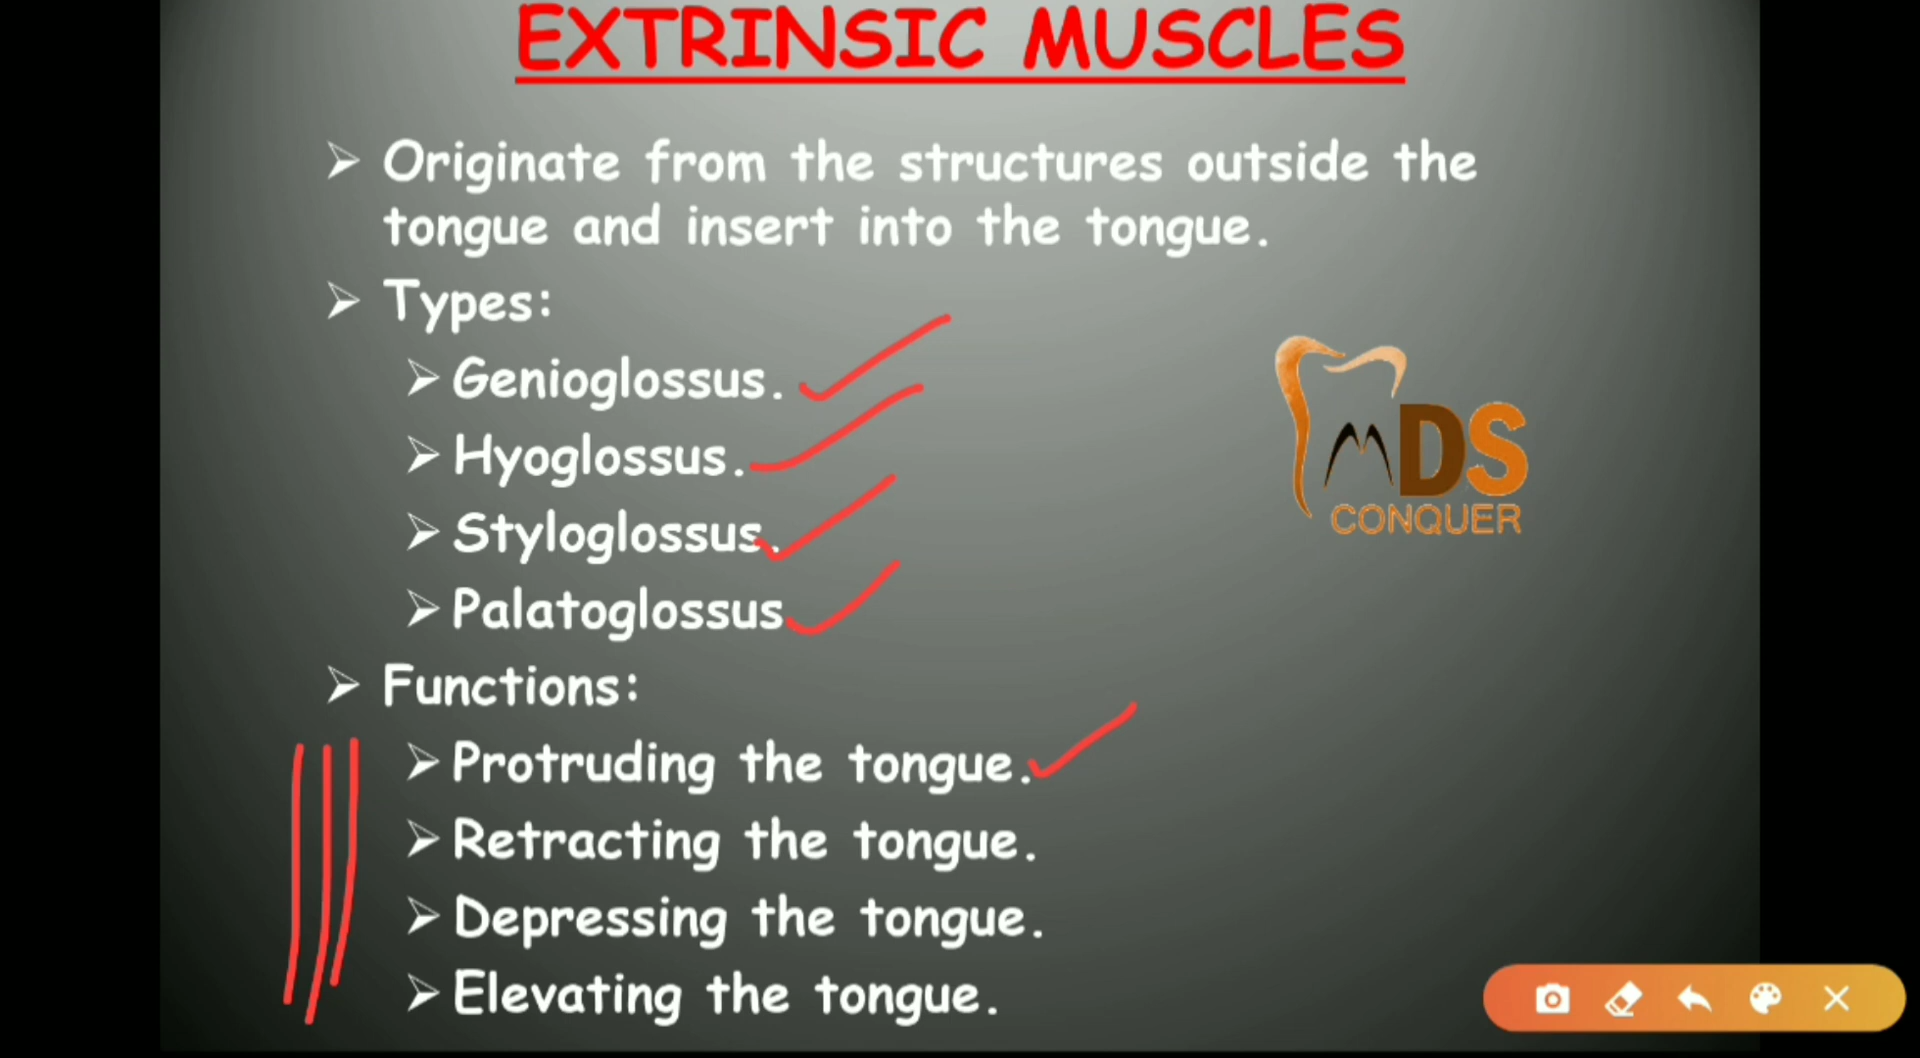 EXTRINSIC MUSCLES
Originate from the structures outside the
tongue and insert into the tongue.
Types:
Genioglossus.
Hyoglossus.
Styloglossus.
Palatoglossus
Functions:
Protruding the tongue.
Retracting the tongue.
Depressing the tongue.
Elevating the tongue.
MDS
CONQUER